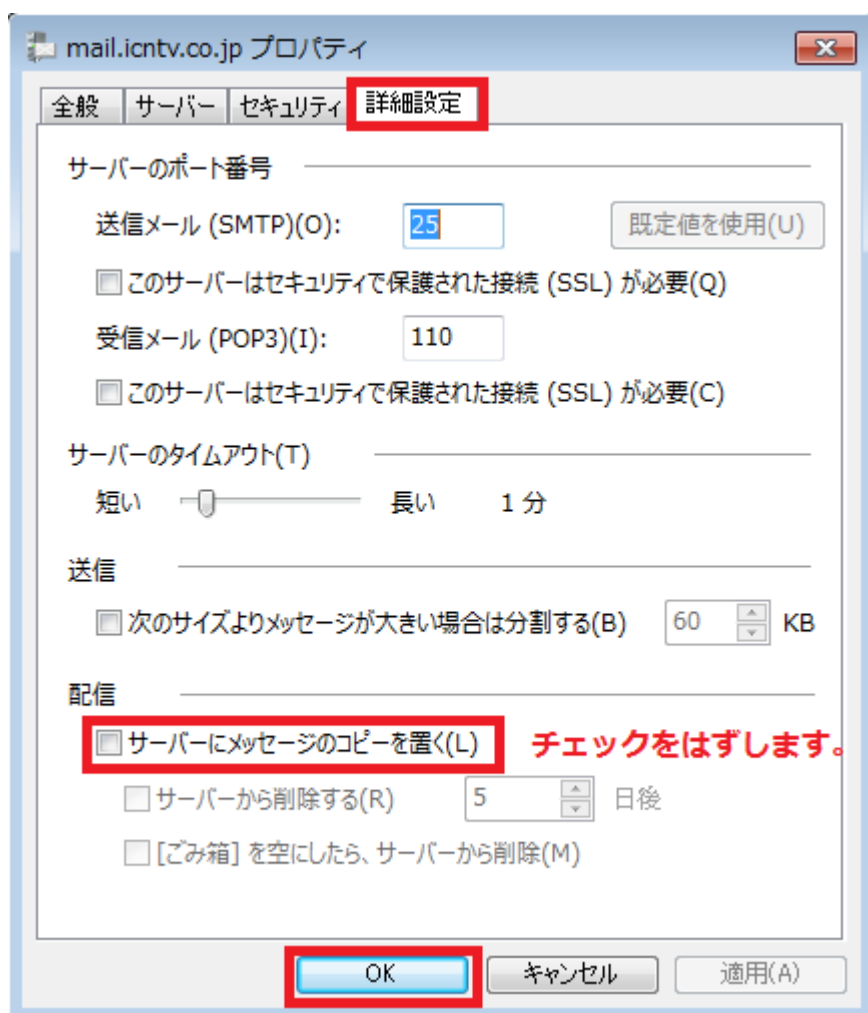 mail.icntv.co.jp プロパティ
全般 サーバー セキュリティ 詳細設定
サーバーのポート番号
送信メール (SMTP)(O): 25 既定値を使用(U)
このサーバーはセキュリティで保護された接続 (SSL) が必要(Q)
受信メール (POP3)(I): 110
このサーバーはセキュリティで保護された接続 (SSL) が必要(C)
サーバーのタイムアウト(T)
短い 長い 1 分
送信
次のサイズよりメッセージが大きい場合は分割する(B) 60 KB
配信
サーバーにメッセージのコピーを置く(L) チェックをはずします。
サーバーから削除する(R) 5 日後
[ごみ箱] を空にしたら、サーバーから削除(M)
OK キャンセル 適用(A)